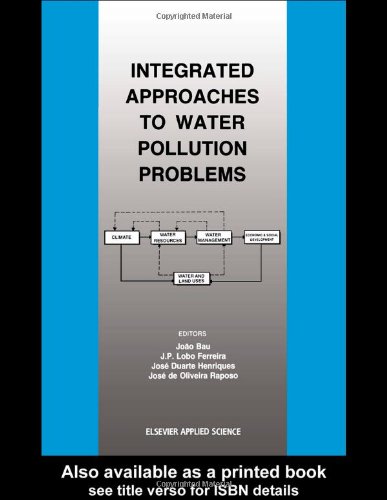 Copyrighted Material
INTEGRATED
APPROACHES
TO WATER
POLLUTION
PROBLEMS
CLIMATE
WATER
RESOURCES
WATER
MANAGEMENT
ECONOMIC & SOCIAL
DEVELOPMENT
WATER AND
LAND USES
EDITORS
João Bau
J.P. Lobo Ferreira
José Duarte Henriques
José de Oliveira Raposo
ELSEVIER APPLIED SCIENCE
Also available as a printed book
see title verso for ISBN details
Copyrighted Material